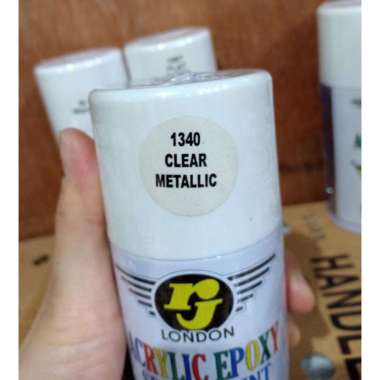 1340
CLEAR
METALLIC
rj
LONDON
ACRYLIC EPOXY
HANDLE